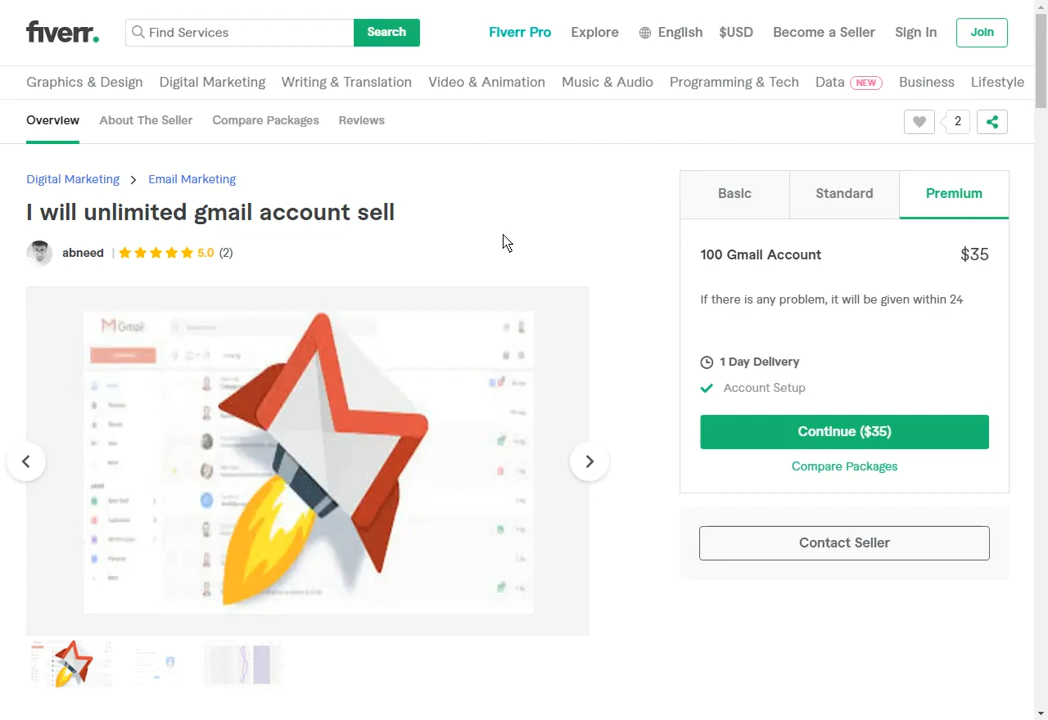 fiverr.
Find Services
Search
Fiverr Pro
Explore
English
$USD
Become a Seller
Sign In
Join
Graphics & Design
Digital Marketing
Writing & Translation
Video & Animation
Music & Audio
Programming & Tech
Data NEW
Business
Lifestyle
Overview
About The Seller
Compare Packages
Reviews
2
Digital Marketing
Email Marketing
I will unlimited gmail account sell
abneed | 5.0 (2)
Gmail
Basic
Standard
Premium
100 Gmail Account
$35
If there is any problem, it will be given within 24
1 Day Delivery
Account Setup
Continue ($35)
Compare Packages
Contact Seller